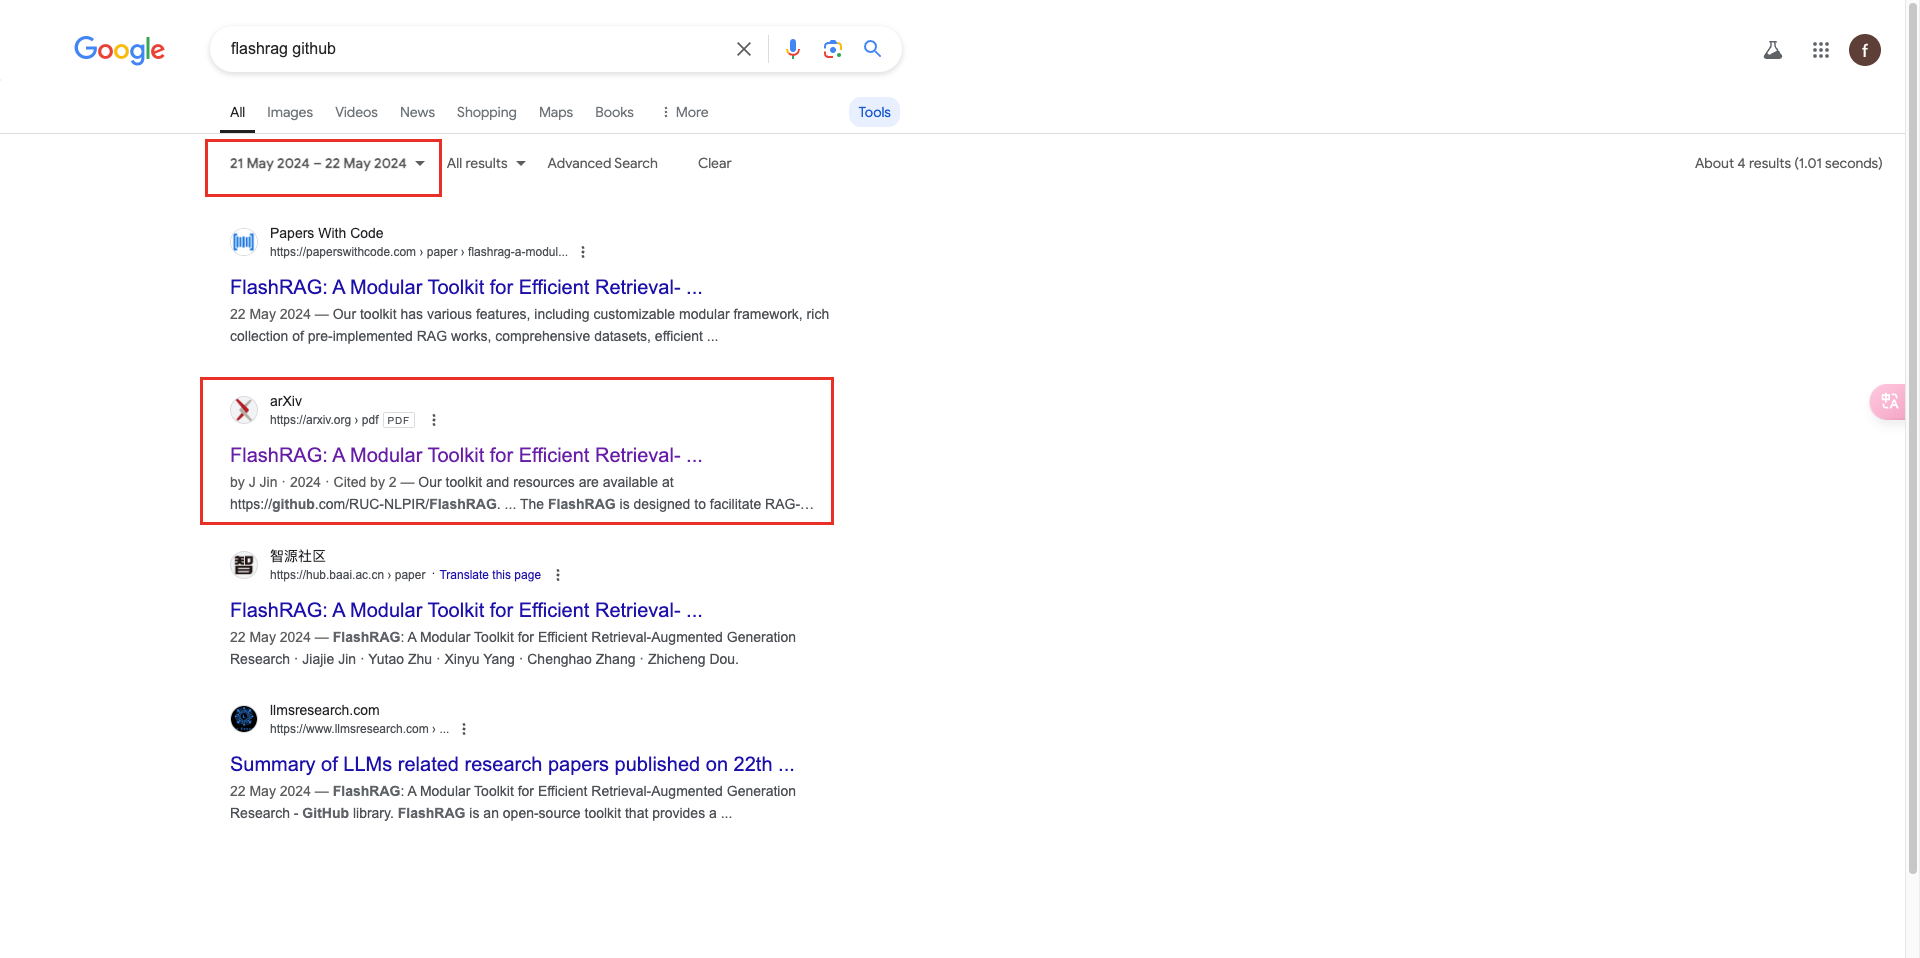 Google
flashrag github
All
Images
Videos
News
Shopping
Maps
Books
More
Tools
21 May 2024 – 22 May 2024
All results
Advanced Search
Clear
About 4 results (1.01 seconds)
f
Papers With Code
https://paperswithcode.com › paper › flashrag-a-modul...
FlashRAG: A Modular Toolkit for Efficient Retrieval- ...
22 May 2024 — Our toolkit has various features, including customizable modular framework, rich
collection of pre-implemented RAG works, comprehensive datasets, efficient ...
arXiv
https://arxiv.org › pdf PDF
FlashRAG: A Modular Toolkit for Efficient Retrieval- ...
by J Jin · 2024 · Cited by 2 — Our toolkit and resources are available at
https://github.com/RUC-NLPIR/FlashRAG. ... The FlashRAG is designed to facilitate RAG-...
智源社区
https://hub.baai.ac.cn › paper · Translate this page
FlashRAG: A Modular Toolkit for Efficient Retrieval- ...
22 May 2024 — FlashRAG: A Modular Toolkit for Efficient Retrieval-Augmented Generation
Research · Jiajie Jin · Yutao Zhu · Xinyu Yang · Chenghao Zhang · Zhicheng Dou.
llmsresearch.com
https://www.llmsresearch.com › ...
Summary of LLMs related research papers published on 22th ...
22 May 2024 — FlashRAG: A Modular Toolkit for Efficient Retrieval-Augmented Generation
Research - GitHub library. FlashRAG is an open-source toolkit that provides a ...